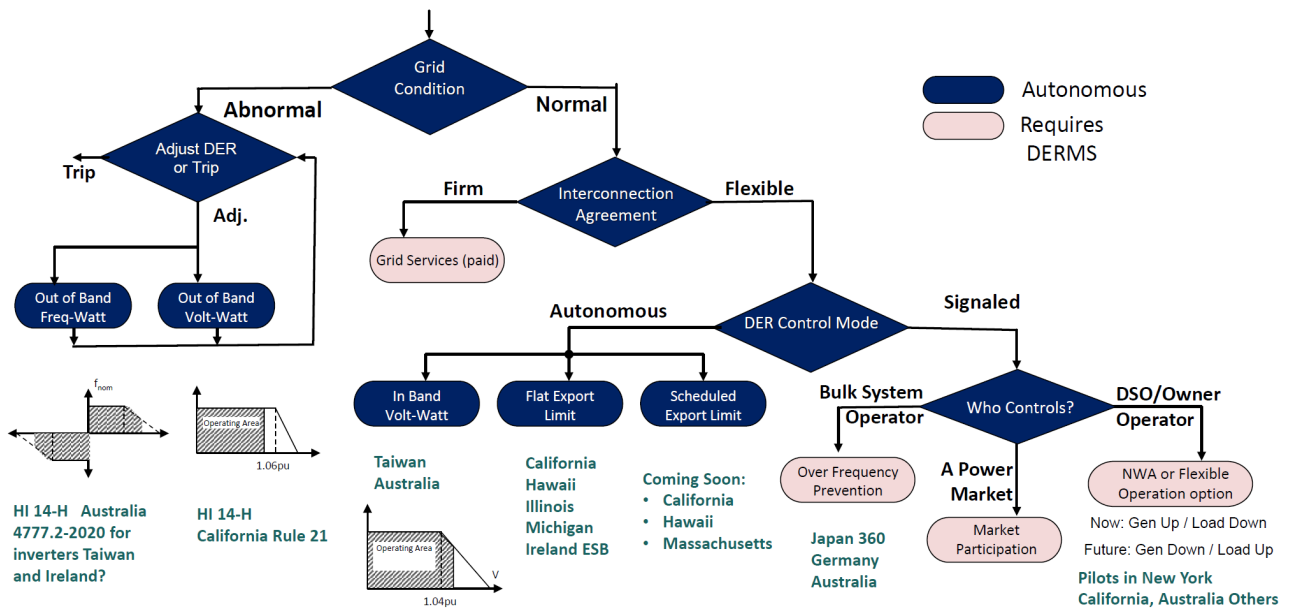 Grid
Condition
Abnormal
Normal
Autonomous
Requires
DERMS
Adjust DER
or Trip
Trip
Adj.
Firm
Interconnection
Agreement
Flexible
Grid Services (paid)
Out of Band
Freq-Watt
Out of Band
Volt-Watt
Autonomous
DER Control Mode
Signaled
In Band
Volt-Watt
Flat Export
Limit
Scheduled
Export Limit
Bulk System
Operator
Who Controls?
DSO/Owner
Operator
A Power
Market
Over Frequency
Prevention
Market
Participation
NWA or Flexible
Operation option
Now: Gen Up / Load Down
Future: Gen Down / Load Up
Pilots in New York
California, Australia Others
Japan 360
Germany
Australia
fnom
Operating Area
1.06pu
HI 14-H Australia
4777.2-2020 for
inverters Taiwan
and Ireland?
HI 14-H
California Rule 21
Taiwan
Australia
Operating Area
V
1.04pu
California
Hawaii
Illinois
Michigan
Ireland ESB
Coming Soon:
• California
• Hawaii
• Massachusetts